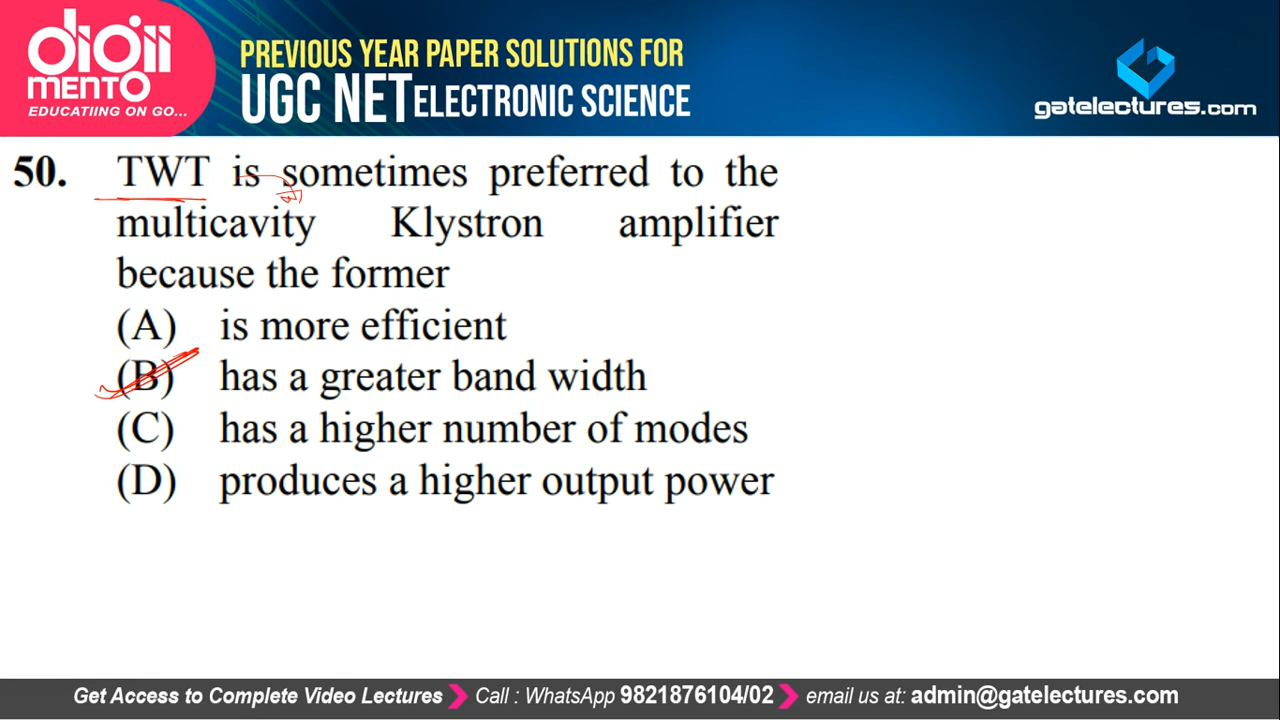 digii
MENTO
EDUCATIING ON GO...
PREVIOUS YEAR PAPER SOLUTIONS FOR
UGC NET ELECTRONIC SCIENCE
gatelectures.com
50. TWT is sometimes preferred to the
multicavity Klystron amplifier
because the former
(A) is more efficient
(B) has a greater band width
(C) has a higher number of modes
(D) produces a higher output power
Get Access to Complete Video Lectures Call : WhatsApp 9821876104/02 email us at: admin@gatelectures.com